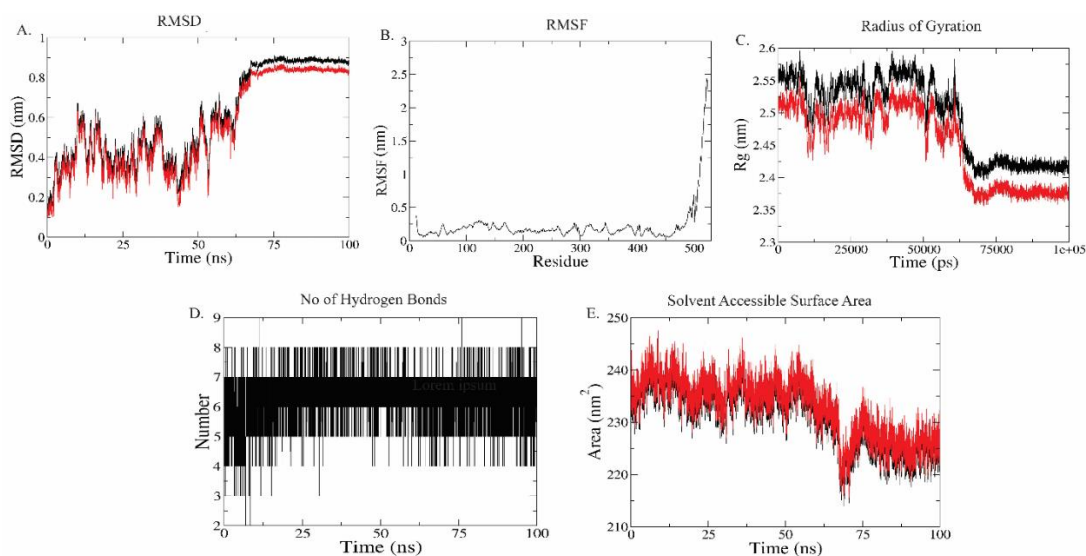 RMSD
A.
1
0.8
0.6
0.4
0.2
0
RMSD (nm)
0 25 50 75 100
Time (ns)
RMSF
B.
3
2.5
2
1.5
1
0.5
0
RMSF (nm)
0 100 200 300 400 500
Residue
Radius of Gyration
C.
2.6
2.55
2.5
2.45
2.4
2.35
2.3
Rg (nm)
0 25000 50000 75000 1e+05
Time (ps)
No of Hydrogen Bonds
D.
9
8
7
6
5
4
3
2
Number
Lorem ipsum
0 25 50 75 100
Time (ns)
Solvent Accessible Surface Area
E.
250
240
230
220
210
Area (nm²)
0 25 50 75 100
Time (ns)